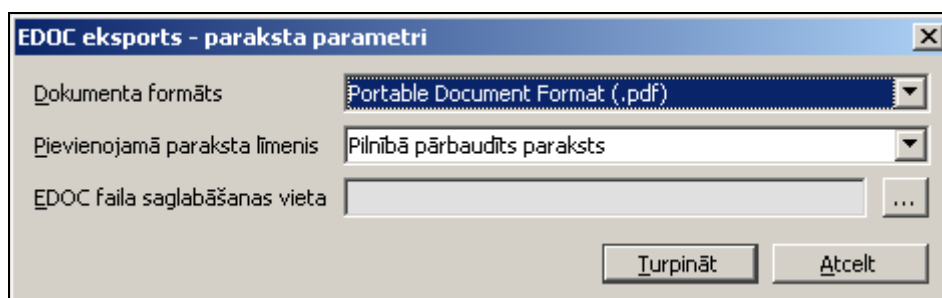 EDOC eksports - paraksta parametri
Dokumenta formāts Portable Document Format (.pdf)
Pievienojamā paraksta līmenis Pilnībā pārbaudīts paraksts
EDOC faila saglabāšanas vieta ...
Turpināt Atcelt